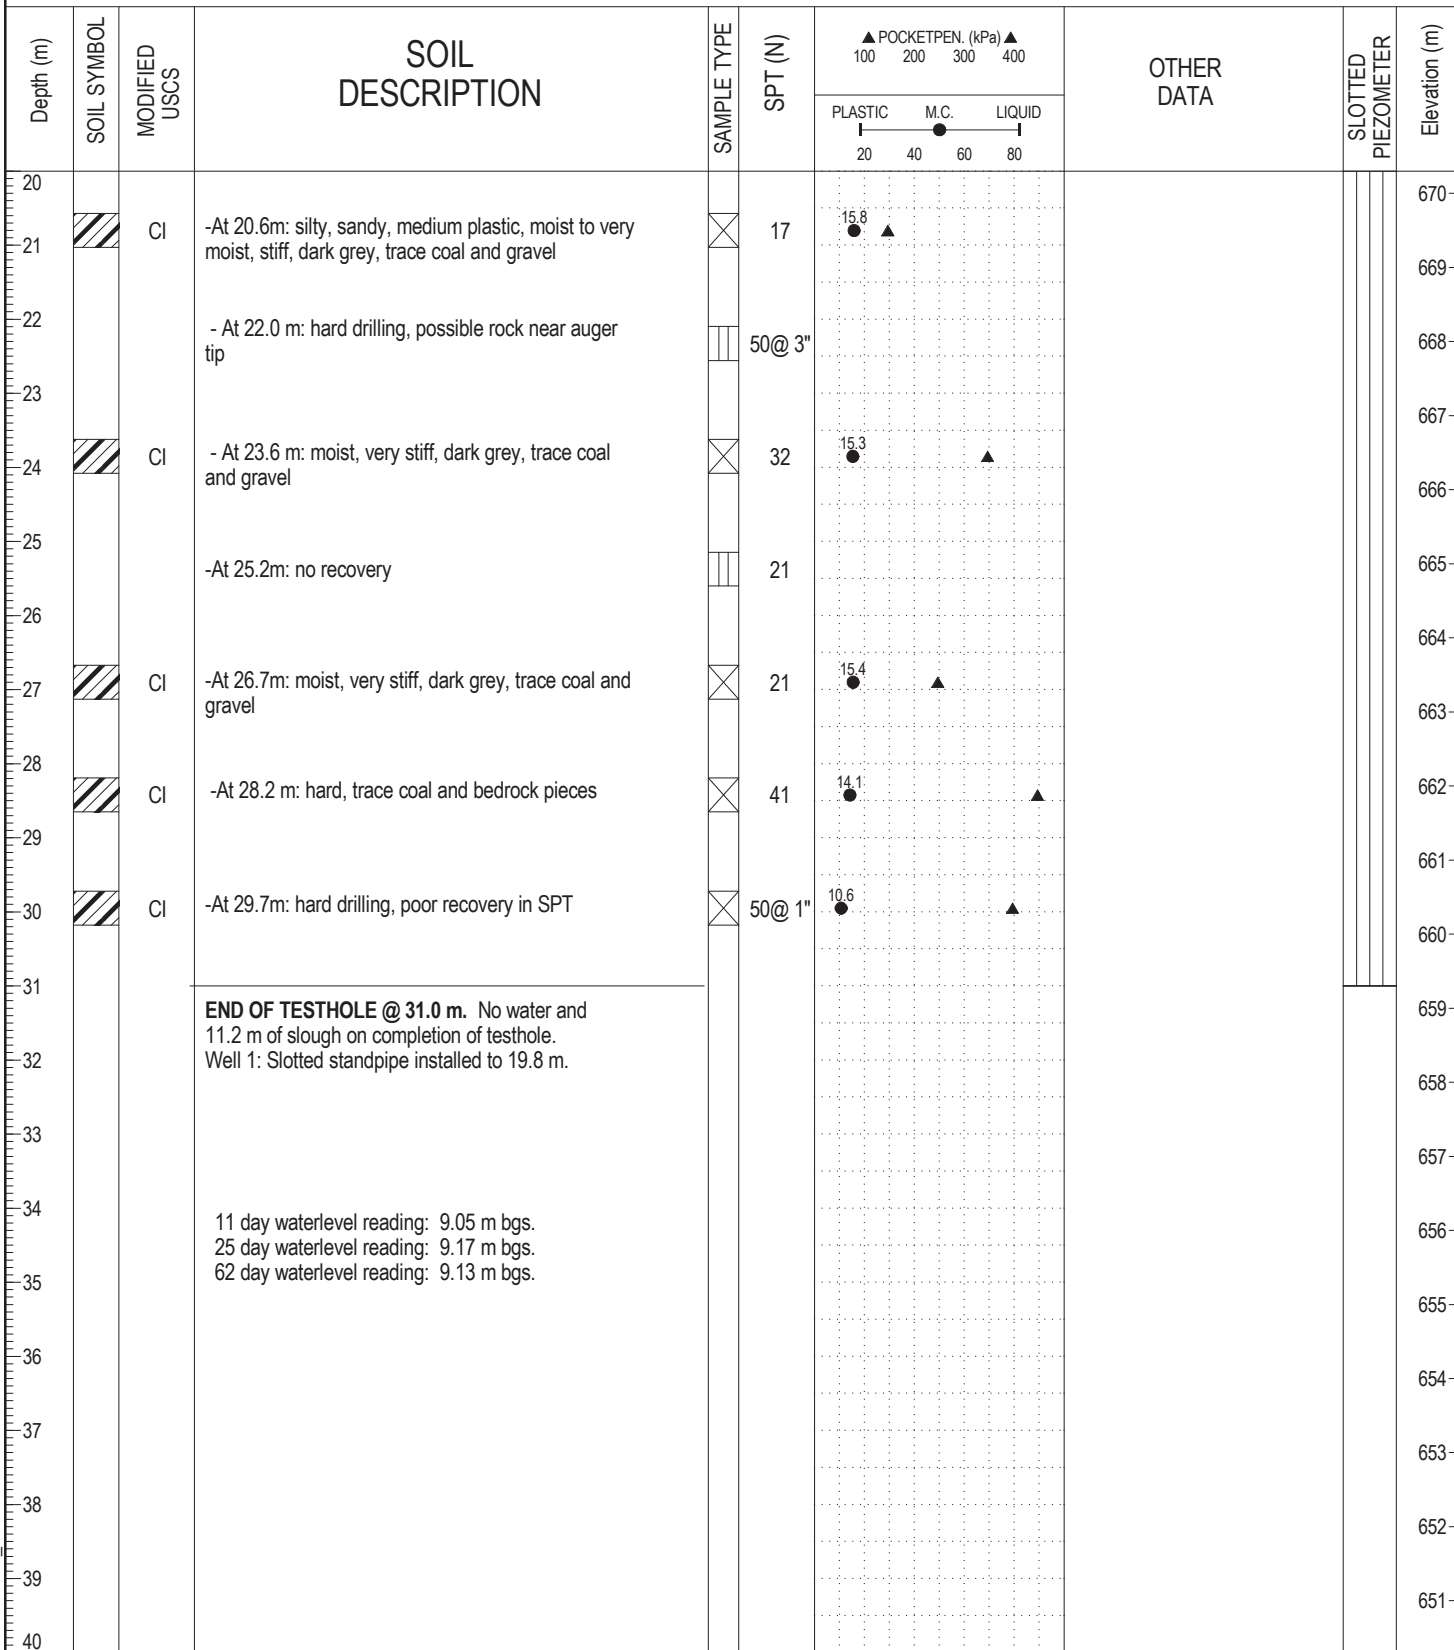 Depth (m)
SOIL SYMBOL
MODIFIED
USCS
SOIL
DESCRIPTION
SAMPLE TYPE
SPT (N)
▲ POCKETPEN. (kPa) ▲
100 200 300 400
PLASTIC M.C. LIQUID
20 40 60 80
OTHER
DATA
SLOTTED
PIEZOMETER
Elevation (m)
20
670
CI
-At 20.6m: silty, sandy, medium plastic, moist to very
moist, stiff, dark grey, trace coal and gravel
17
15.8
21
669
22
- At 22.0 m: hard drilling, possible rock near auger
tip
50@ 3"
668
23
667
CI
- At 23.6 m: moist, very stiff, dark grey, trace coal
and gravel
32
15.3
24
666
25
-At 25.2m: no recovery
21
665
26
664
CI
-At 26.7m: moist, very stiff, dark grey, trace coal and
gravel
21
15.4
27
663
28
CI
-At 28.2 m: hard, trace coal and bedrock pieces
41
14.1
662
29
661
CI
-At 29.7m: hard drilling, poor recovery in SPT
50@ 1"
10.6
30
660
31
END OF TESTHOLE @ 31.0 m. No water and
11.2 m of slough on completion of testhole.
Well 1: Slotted standpipe installed to 19.8 m.
659
32
658
33
657
34
11 day waterlevel reading: 9.05 m bgs.
25 day waterlevel reading: 9.17 m bgs.
62 day waterlevel reading: 9.13 m bgs.
656
35
655
36
654
37
653
38
652
39
651
40